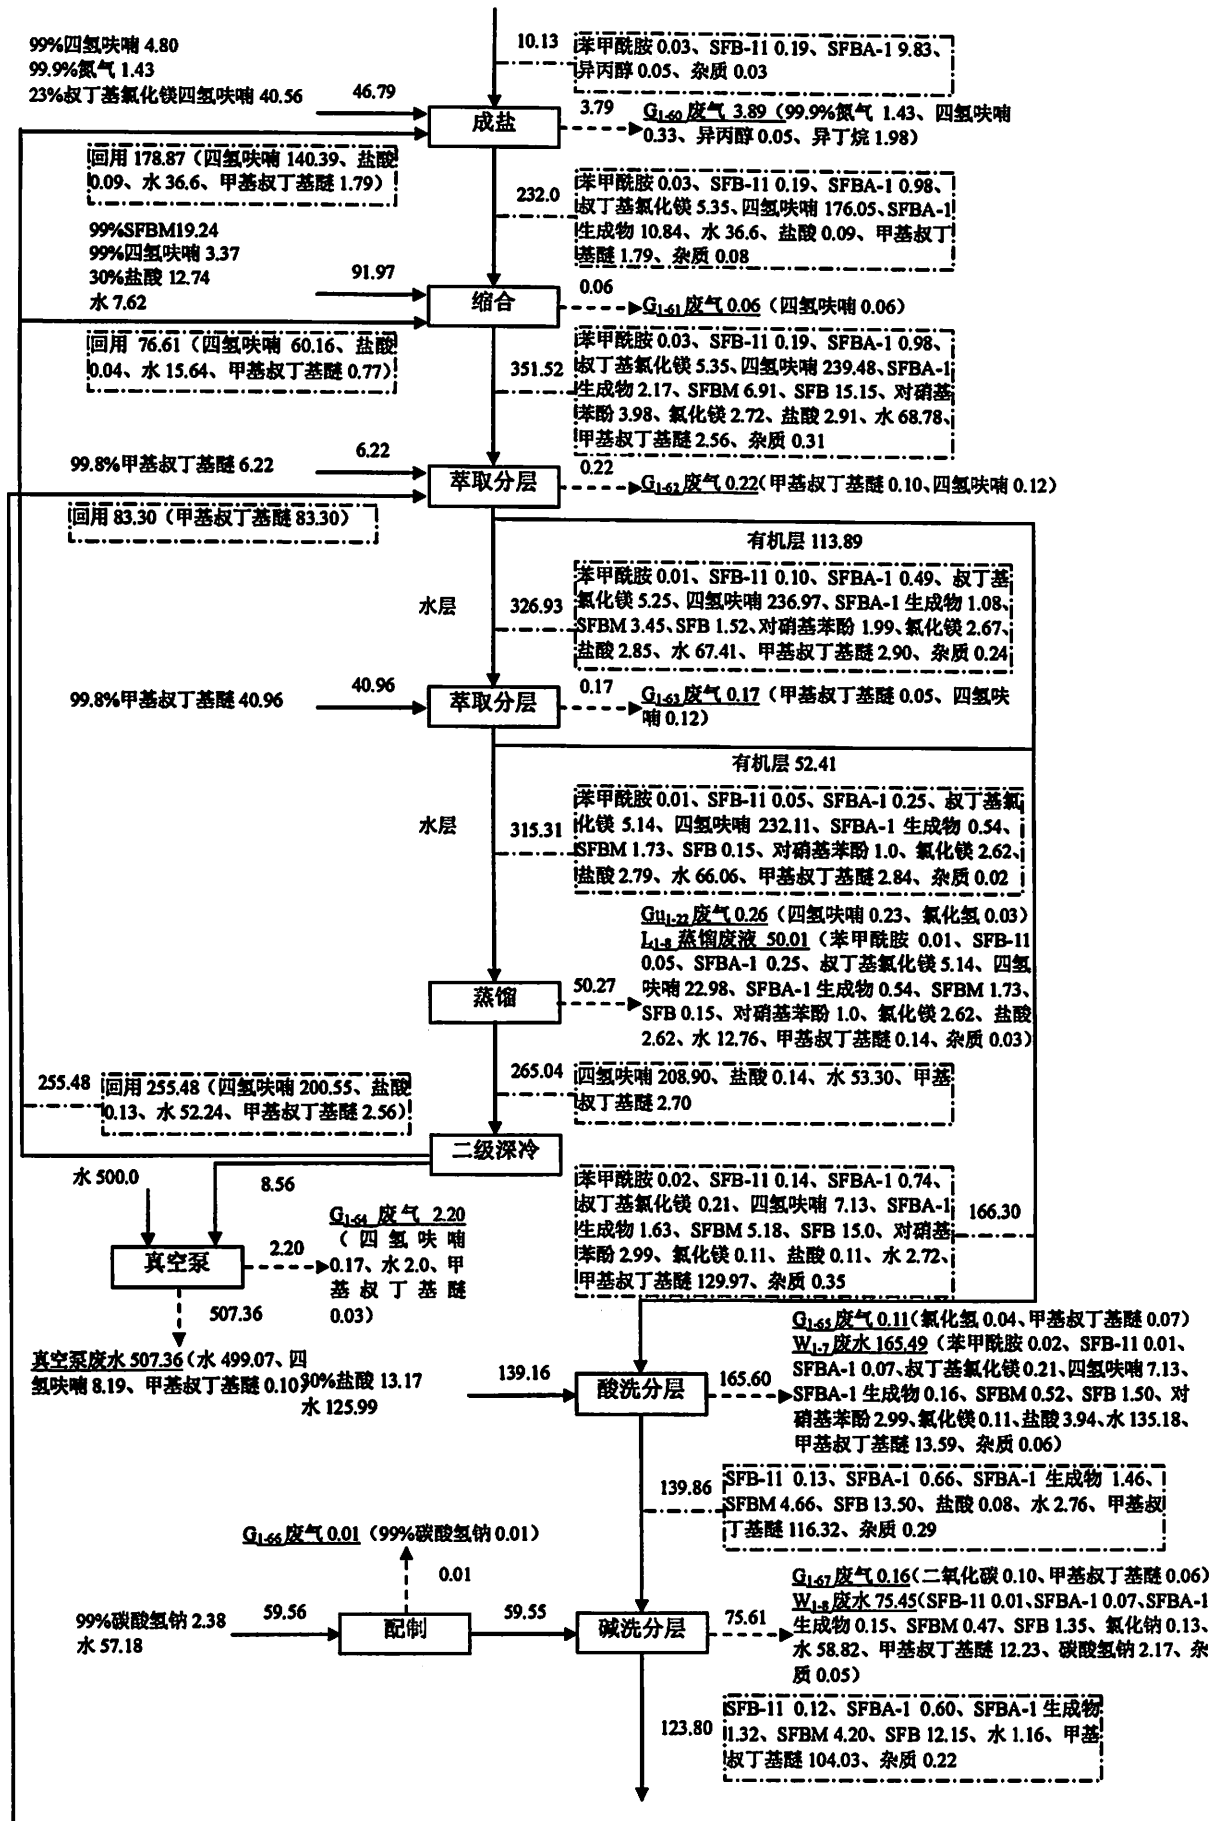 99%四氢呋喃 4.80
99.9%氮气 1.43
23%叔丁基氯化镁四氢呋喃 40.56
46.79
10.13
苯甲酰胺 0.03、SFB-11 0.19、SFBA-1 9.83、
异丙醇 0.05、杂质 0.03
成盐
3.79
G1-60 废气 3.89（99.9%氮气 1.43、四氢呋喃
0.33、异丙醇 0.05、异丁烷 1.98）
回用 178.87（四氢呋喃 140.39、盐酸
0.09、水 36.6、甲基叔丁基醚 1.79）
232.0
苯甲酰胺 0.03、SFB-11 0.19、SFBA-1 0.98、
叔丁基氯化镁 5.35、四氢呋喃 176.05、SFBA-1
生成物 10.84、水 36.6、盐酸 0.09、甲基叔丁
基醚 1.79、杂质 0.08
99%SFBM19.24
99%四氢呋喃 3.37
30%盐酸 12.74
水 7.62
91.97
缩合
0.06
G1-61 废气 0.06（四氢呋喃 0.06）
回用 76.61（四氢呋喃 60.16、盐酸
0.04、水 15.64、甲基叔丁基醚 0.77）
351.52
苯甲酰胺 0.03、SFB-11 0.19、SFBA-1 0.98、
叔丁基氯化镁 5.35、四氢呋喃 239.48、SFBA-1
生成物 2.17、SFBM 6.91、SFB 15.15、对硝基
苯酚 3.98、氯化镁 2.72、盐酸 2.91、水 68.78、
甲基叔丁基醚 2.56、杂质 0.31
99.8%甲基叔丁基醚 6.22
6.22
萃取分层
0.22
G1-62 废气 0.22（甲基叔丁基醚 0.10、四氢呋喃 0.12）
回用 83.30（甲基叔丁基醚 83.30）
有机层 113.89
水层
326.93
苯甲酰胺 0.01、SFB-11 0.10、SFBA-1 0.49、叔丁基
氯化镁 5.25、四氢呋喃 236.97、SFBA-1 生成物 1.08、
SFBM 3.45、SFB 1.52、对硝基苯酚 1.99、氯化镁 2.67、
盐酸 2.85、水 67.41、甲基叔丁基醚 2.90、杂质 0.24
99.8%甲基叔丁基醚 40.96
40.96
萃取分层
0.17
G1-63 废气 0.17（甲基叔丁基醚 0.05、四氢呋
喃 0.12）
有机层 52.41
水层
315.31
苯甲酰胺 0.01、SFB-11 0.05、SFBA-1 0.25、叔丁基氯
化镁 5.14、四氢呋喃 232.11、SFBA-1 生成物 0.54、
SFBM 1.73、SFB 0.15、对硝基苯酚 1.0、氯化镁 2.62、
盐酸 2.79、水 66.06、甲基叔丁基醚 2.84、杂质 0.02
Gu1-22 废气 0.26（四氢呋喃 0.23、氯化氢 0.03）
L1-8 蒸馏废液 50.01（苯甲酰胺 0.01、SFB-11
0.05、SFBA-1 0.25、叔丁基氯化镁 5.14、四氢
呋喃 22.98、SFBA-1 生成物 0.54、SFBM 1.73、
SFB 0.15、对硝基苯酚 1.0、氯化镁 2.62、盐酸
2.62、水 12.76、甲基叔丁基醚 0.14、杂质 0.03）
蒸馏
50.27
265.04
四氢呋喃 208.90、盐酸 0.14、水 53.30、甲基
叔丁基醚 2.70
255.48
回用 255.48（四氢呋喃 200.55、盐酸
0.13、水 52.24、甲基叔丁基醚 2.56）
二级深冷
水 500.0
8.56
G1-64 废气 2.20
（四氢呋喃
0.17、水 2.0、甲
基叔丁基醚
0.03）
真空泵
2.20
507.36
真空泵废水 507.36（水 499.07、四
氢呋喃 8.19、甲基叔丁基醚 0.10）
苯甲酰胺 0.02、SFB-11 0.14、SFBA-1 0.74、
叔丁基氯化镁 0.21、四氢呋喃 7.13、SFBA-1
生成物 1.63、SFBM 5.18、SFB 15.0、对硝基
苯酚 2.99、氯化镁 0.11、盐酸 0.11、水 2.72、
甲基叔丁基醚 129.97、杂质 0.35
166.30
30%盐酸 13.17
水 125.99
139.16
酸洗分层
165.60
G1-65 废气 0.11（氯化氢 0.04、甲基叔丁基醚 0.07）
W1-7 废水 165.49（苯甲酰胺 0.02、SFB-11 0.01、
SFBA-1 0.07、叔丁基氯化镁 0.21、四氢呋喃 7.13、
SFBA-1 生成物 0.16、SFBM 0.52、SFB 1.50、对
硝基苯酚 2.99、氯化镁 0.11、盐酸 3.94、水 135.18、
甲基叔丁基醚 13.59、杂质 0.06）
139.86
SFB-11 0.13、SFBA-1 0.66、SFBA-1 生成物 1.46、
SFBM 4.66、SFB 13.50、盐酸 0.08、水 2.76、甲基叔
丁基醚 116.32、杂质 0.29
G1-66 废气 0.01（99%碳酸氢钠 0.01）
0.01
99%碳酸氢钠 2.38
水 57.18
59.56
配制
59.55
碱洗分层
75.61
G1-67 废气 0.16（二氧化碳 0.10、甲基叔丁基醚 0.06）
W1-8 废水 75.45（SFB-11 0.01、SFBA-1 0.07、SFBA-1
生成物 0.15、SFBM 0.47、SFB 1.35、氯化钠 0.13、
水 58.82、甲基叔丁基醚 12.23、碳酸氢钠 2.17、杂
质 0.05）
123.80
SFB-11 0.12、SFBA-1 0.60、SFBA-1 生成物
1.32、SFBM 4.20、SFB 12.15、水 1.16、甲基
叔丁基醚 104.03、杂质 0.22